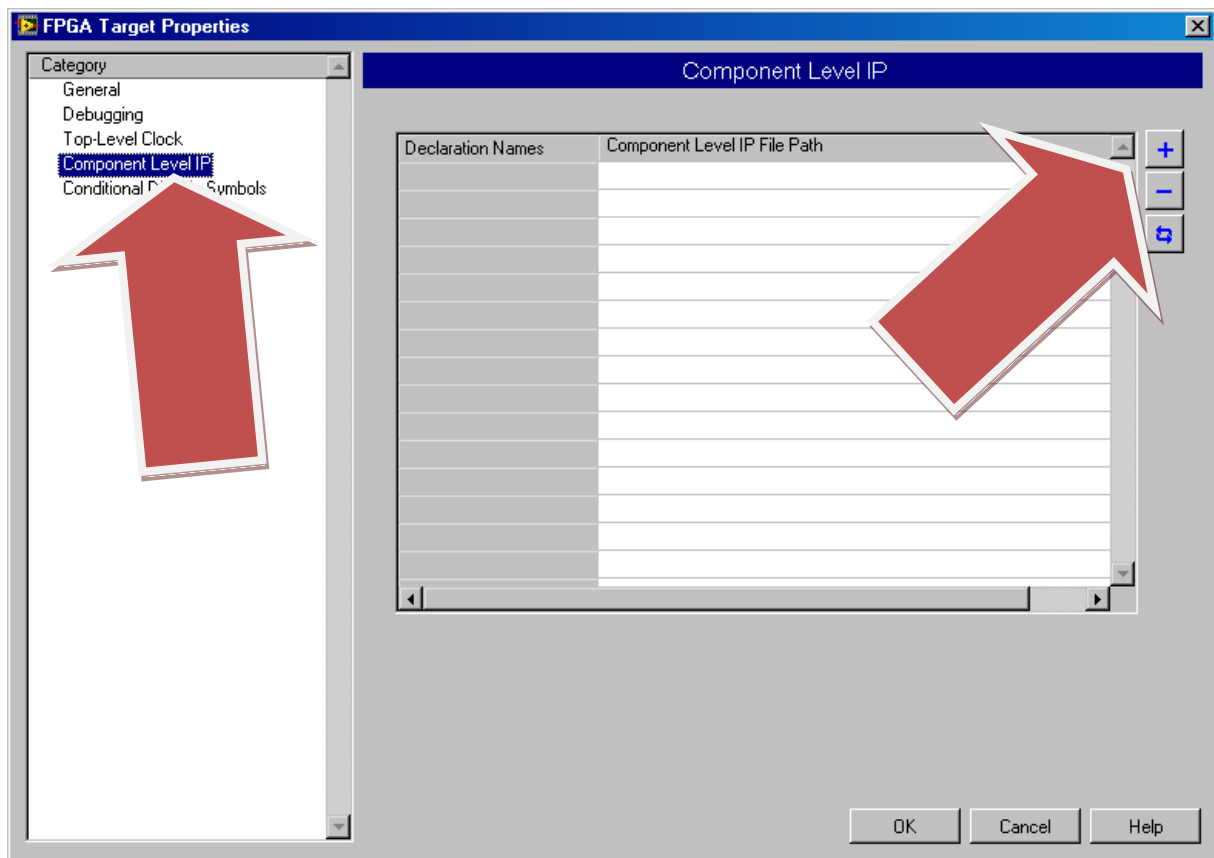 FPGA Target Properties
Category
General
Debugging
Top-Level Clock
Component Level IP
Conditional Symbols
Component Level IP
Declaration Names Component Level IP File Path
+
−
OK Cancel Help